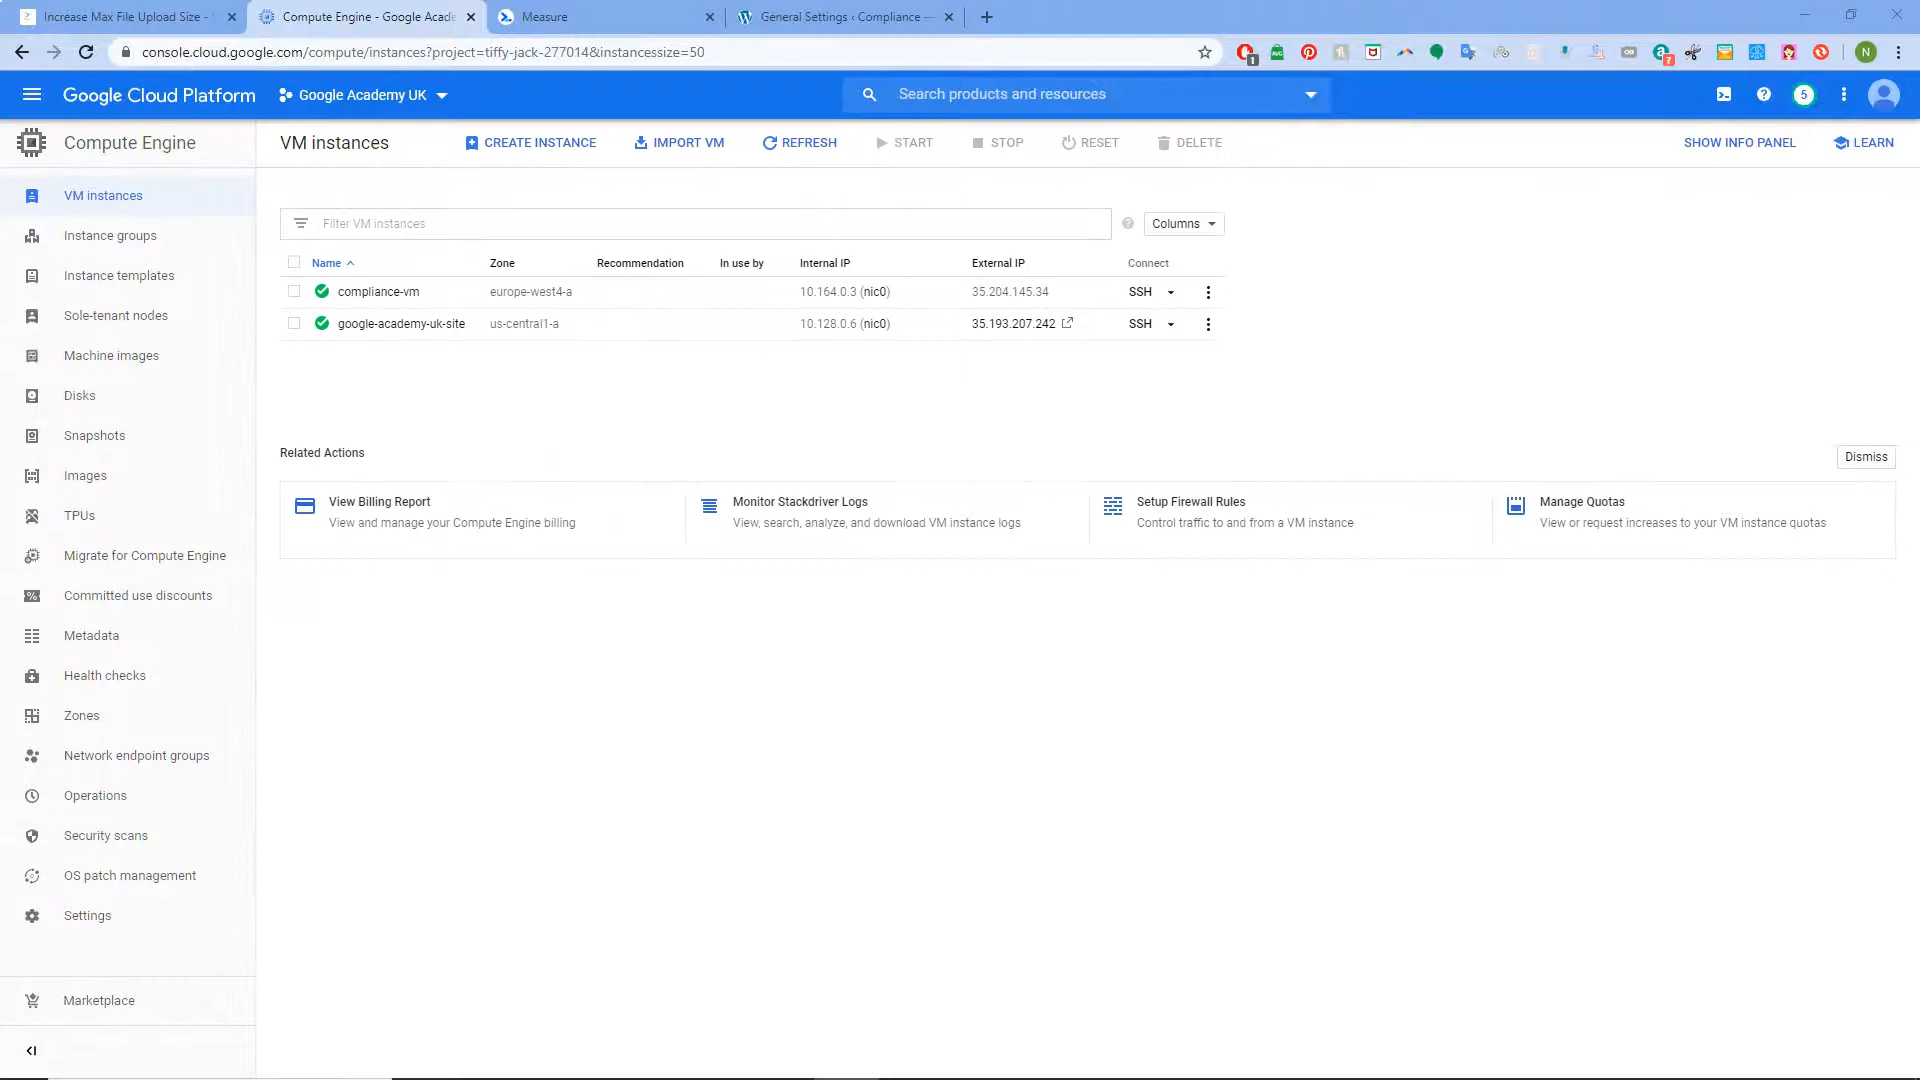 Increase Max File Upload Size -
Compute Engine - Google Acade
Measure
General Settings ‹ Compliance —
console.cloud.google.com/compute/instances?project=tiffy-jack-277014&instancessize=50
1
7
N
Google Cloud Platform
Google Academy UK
Search products and resources
5
Compute Engine
VM instances
CREATE INSTANCE
IMPORT VM
REFRESH
START
STOP
RESET
DELETE
SHOW INFO PANEL
LEARN
VM instances
Instance groups
Instance templates
Sole-tenant nodes
Machine images
Disks
Snapshots
Images
TPUs
Migrate for Compute Engine
Committed use discounts
Metadata
Health checks
Zones
Network endpoint groups
Operations
Security scans
OS patch management
Settings
Marketplace
Filter VM instances
Columns
Name Zone Recommendation In use by Internal IP External IP Connect
compliance-vm europe-west4-a 10.164.0.3 (nic0) 35.204.145.34 SSH
google-academy-uk-site us-central1-a 10.128.0.6 (nic0) 35.193.207.242 SSH
Related Actions
Dismiss
View Billing Report
View and manage your Compute Engine billing
Monitor Stackdriver Logs
View, search, analyze, and download VM instance logs
Setup Firewall Rules
Control traffic to and from a VM instance
Manage Quotas
View or request increases to your VM instance quotas